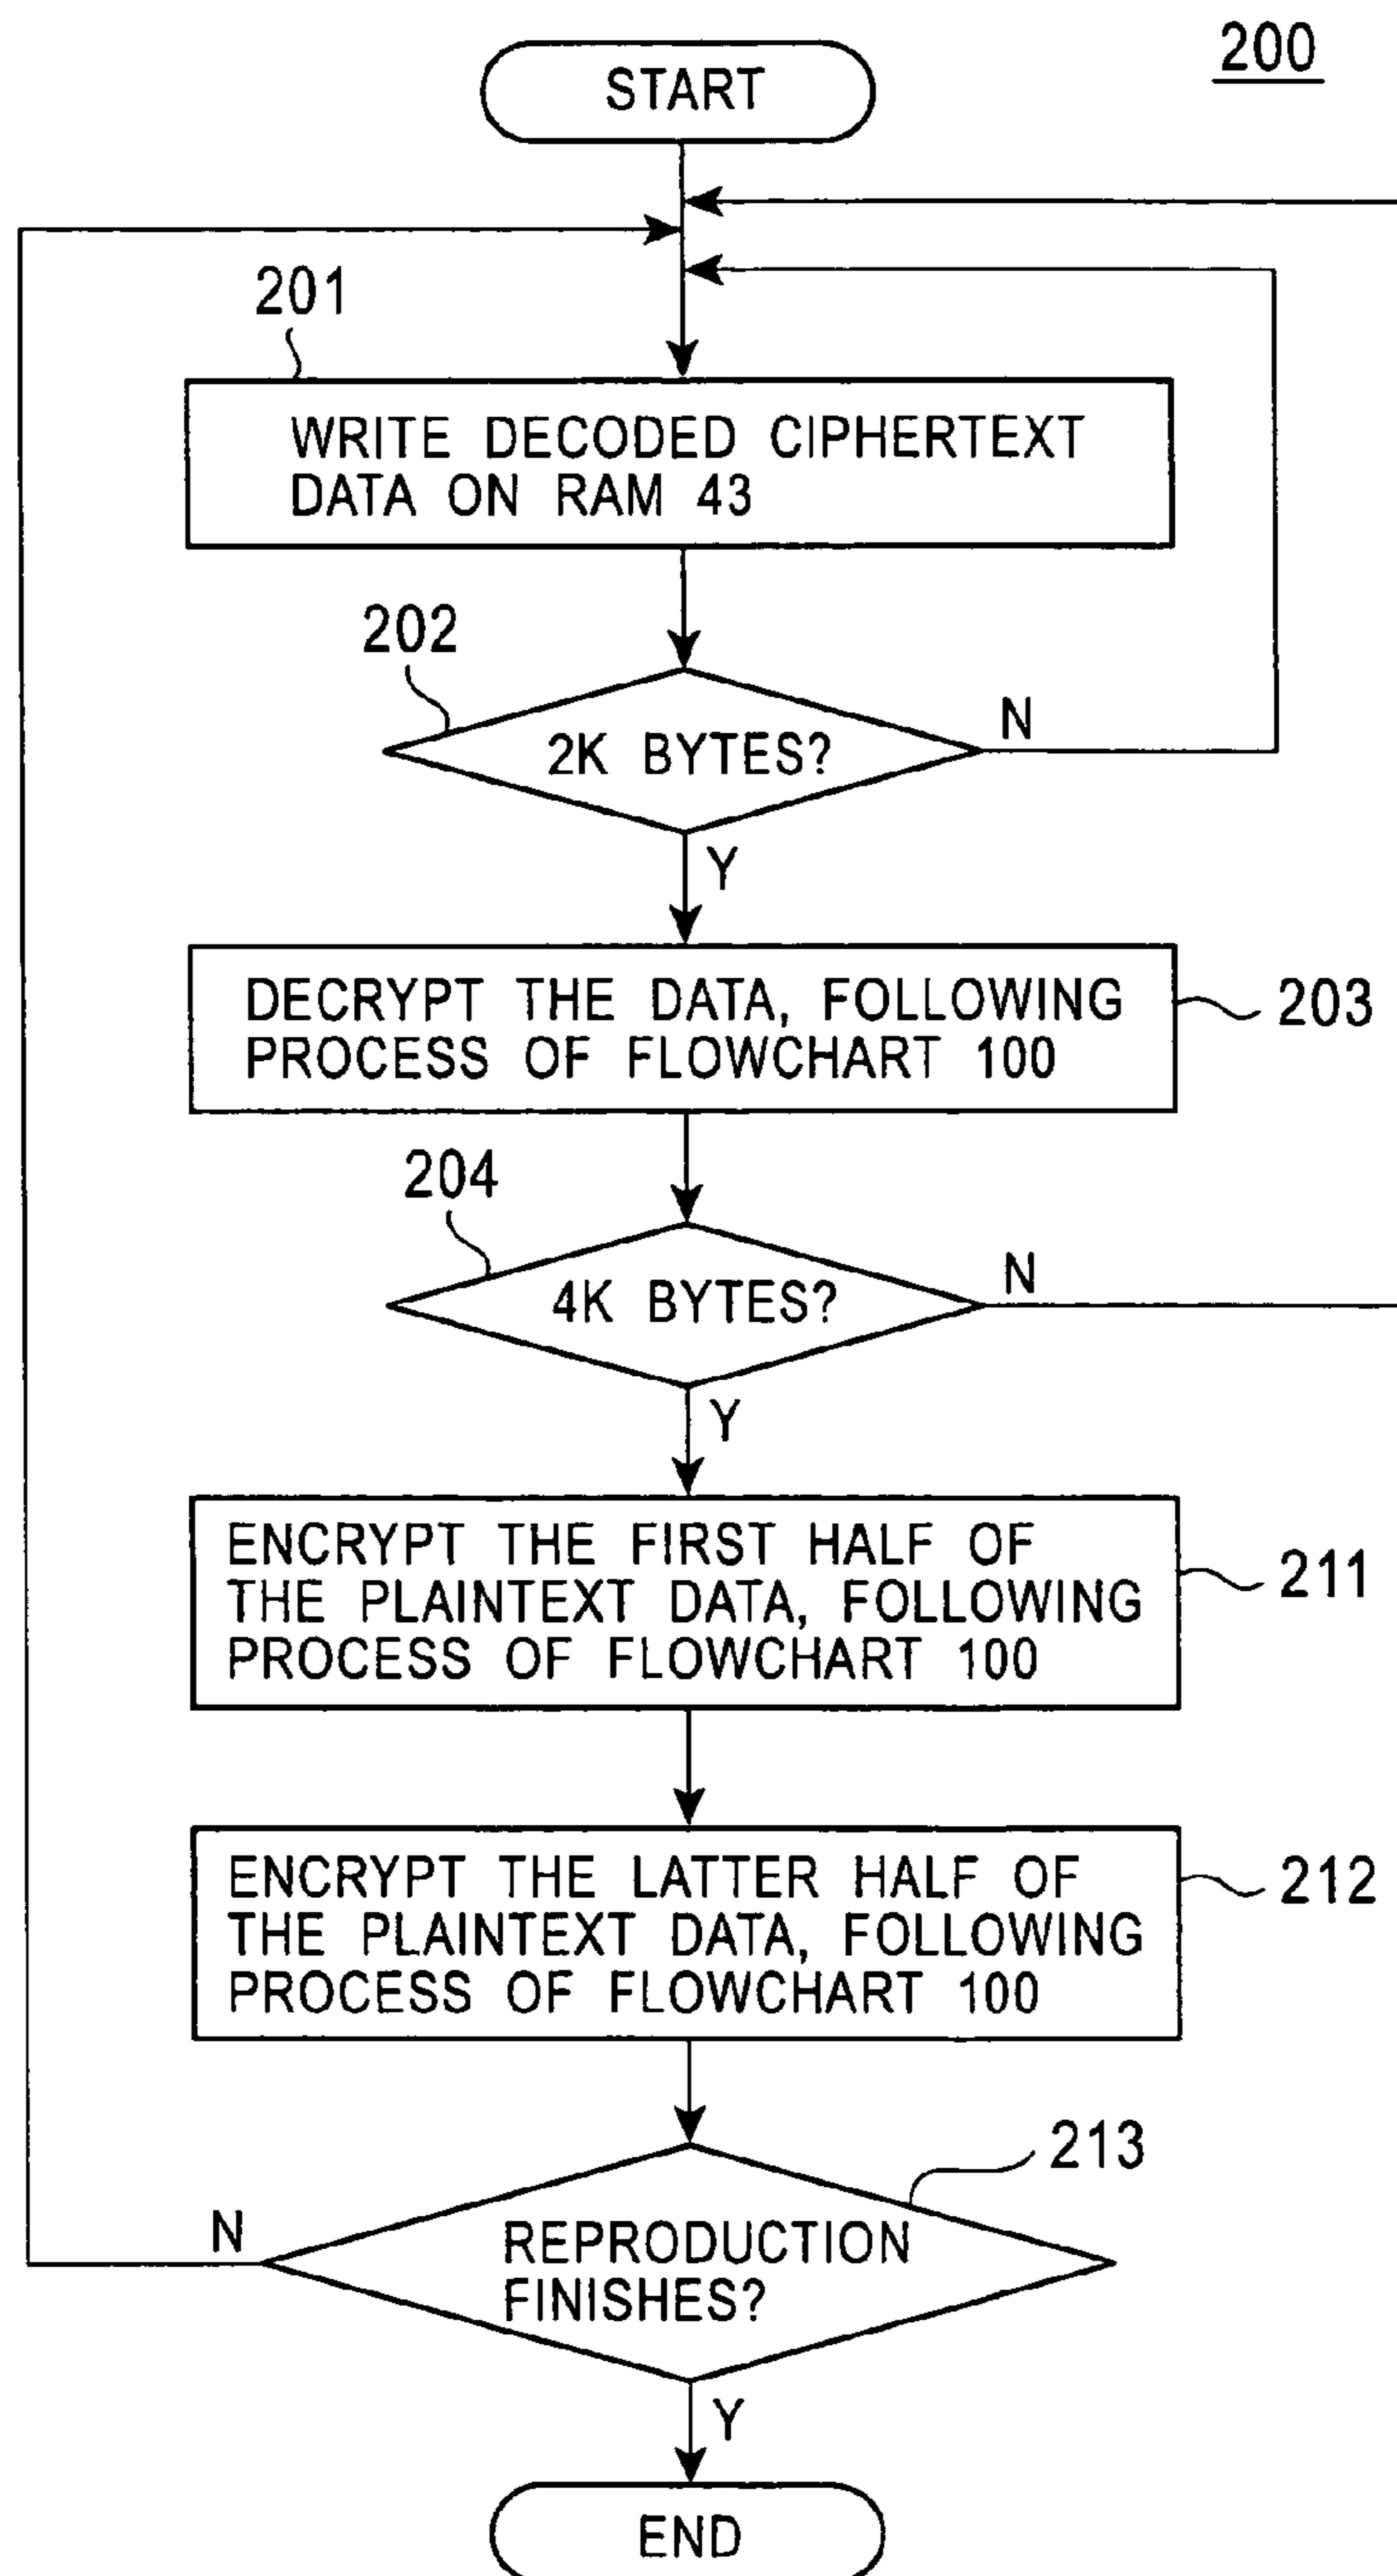 200
START
201
WRITE DECODED CIPHERTEXT
DATA ON RAM 43
202
2K BYTES?
N
Y
DECRYPT THE DATA, FOLLOWING
PROCESS OF FLOWCHART 100
203
204
4K BYTES?
N
Y
ENCRYPT THE FIRST HALF OF
THE PLAINTEXT DATA, FOLLOWING
PROCESS OF FLOWCHART 100
211
ENCRYPT THE LATTER HALF OF
THE PLAINTEXT DATA, FOLLOWING
PROCESS OF FLOWCHART 100
212
213
N
REPRODUCTION
FINISHES?
Y
END